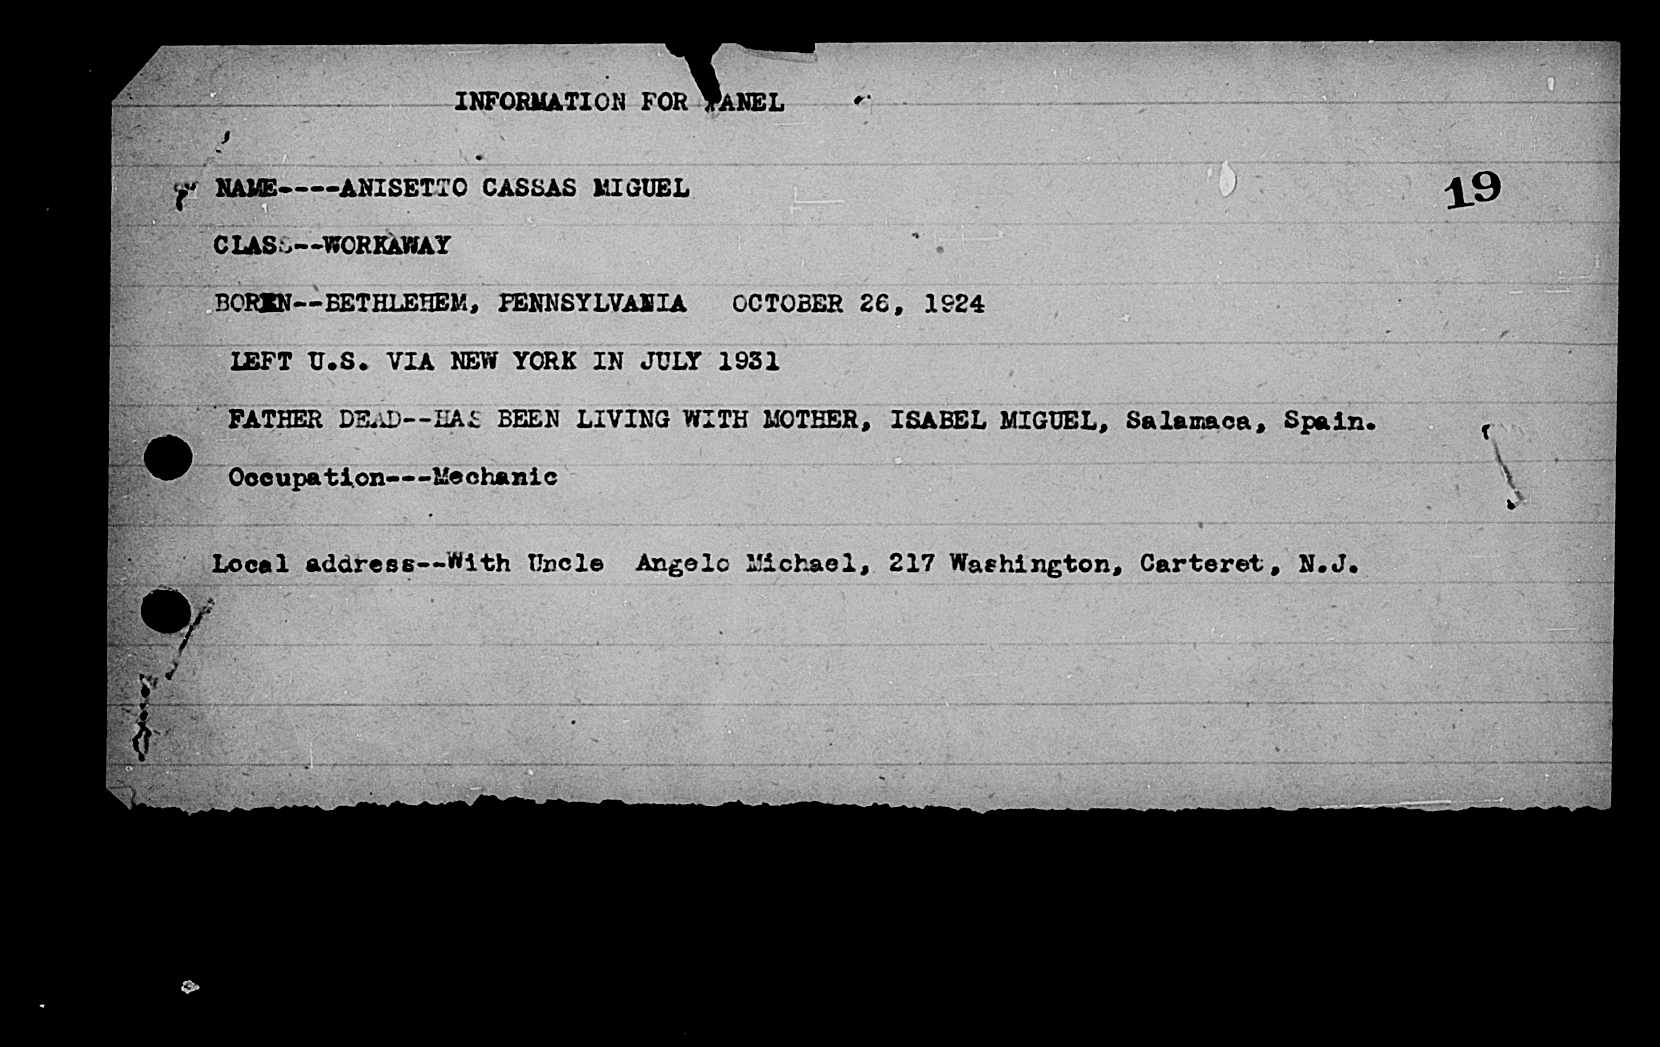 INFORMATION FOR PANEL
19
NAME----ANISETTO CASSAS MIGUEL
CLASS--WORKAWAY
BOREN--BETHLEHEM, PENNSYLVANIA OCTOBER 26, 1924
LEFT U.S. VIA NEW YORK IN JULY 1931
FATHER DEAD--HAS BEEN LIVING WITH MOTHER, ISABEL MIGUEL, Salamaca, Spain.
Occupation---Mechanic
Local address--With Uncle Angelo Michael, 217 Washington, Carteret, N.J.